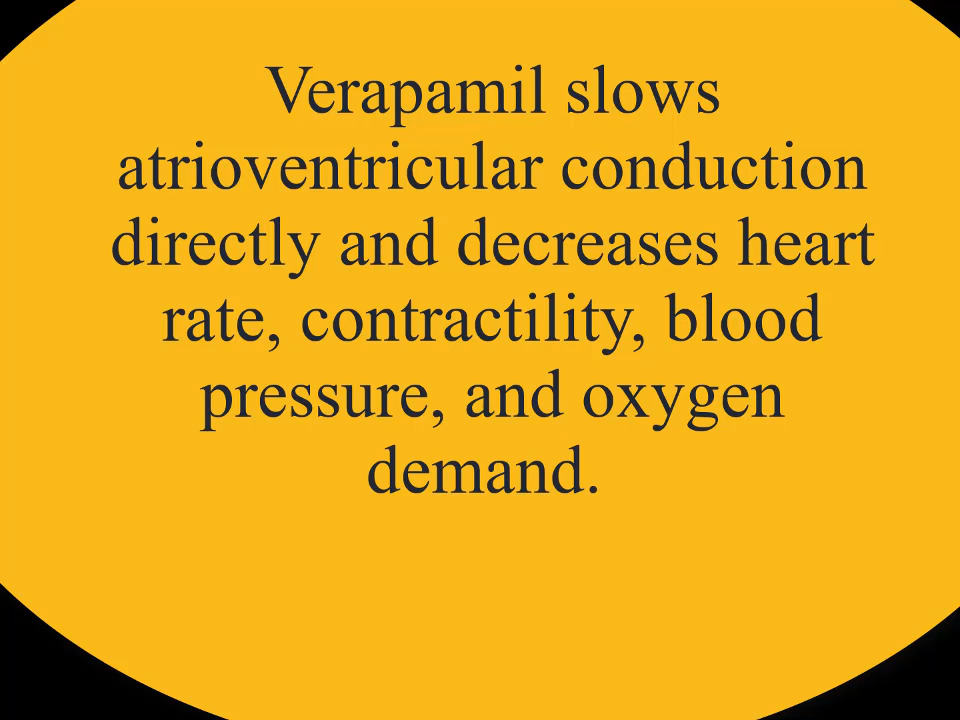 Verapamil slows
atrioventricular conduction
directly and decreases heart
rate, contractility, blood
pressure, and oxygen
demand.